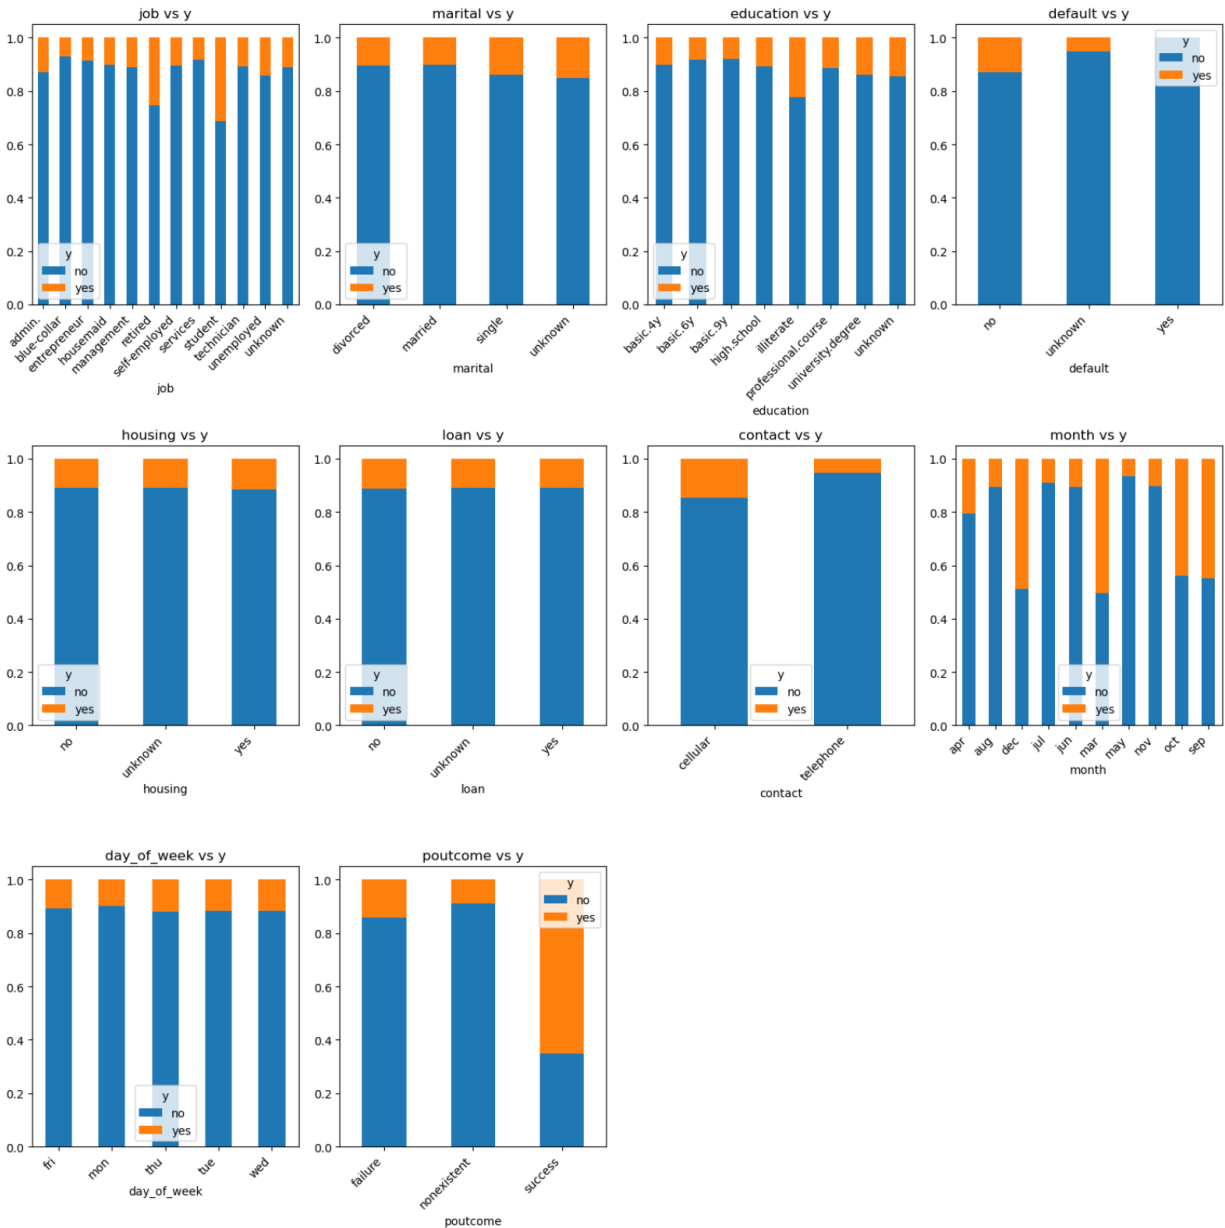 job vs y
1.0
0.8
0.6
0.4
0.2
0.0
y
no
yes
admin.
blue-collar
entrepreneur
housemaid
management
retired
self-employed
services
student
technician
unemployed
unknown
job
marital vs y
1.0
0.8
0.6
0.4
0.2
0.0
y
no
yes
divorced
married
single
unknown
marital
education vs y
1.0
0.8
0.6
0.4
0.2
0.0
y
no
yes
basic.4y
basic.6y
basic.9y
high.school
illiterate
professional.course
university.degree
unknown
education
default vs y
1.0
0.8
0.6
0.4
0.2
0.0
y
no
yes
no
unknown
yes
default
housing vs y
1.0
0.8
0.6
0.4
0.2
0.0
y
no
yes
no
unknown
yes
housing
loan vs y
1.0
0.8
0.6
0.4
0.2
0.0
y
no
yes
no
unknown
yes
loan
contact vs y
1.0
0.8
0.6
0.4
0.2
0.0
y
no
yes
cellular
telephone
contact
month vs y
1.0
0.8
0.6
0.4
0.2
0.0
y
no
yes
apr
aug
dec
jul
jun
mar
may
nov
oct
sep
month
day_of_week vs y
1.0
0.8
0.6
0.4
0.2
0.0
y
no
yes
fri
mon
thu
tue
wed
day_of_week
poutcome vs y
1.0
0.8
0.6
0.4
0.2
0.0
y
no
yes
failure
nonexistent
success
poutcome